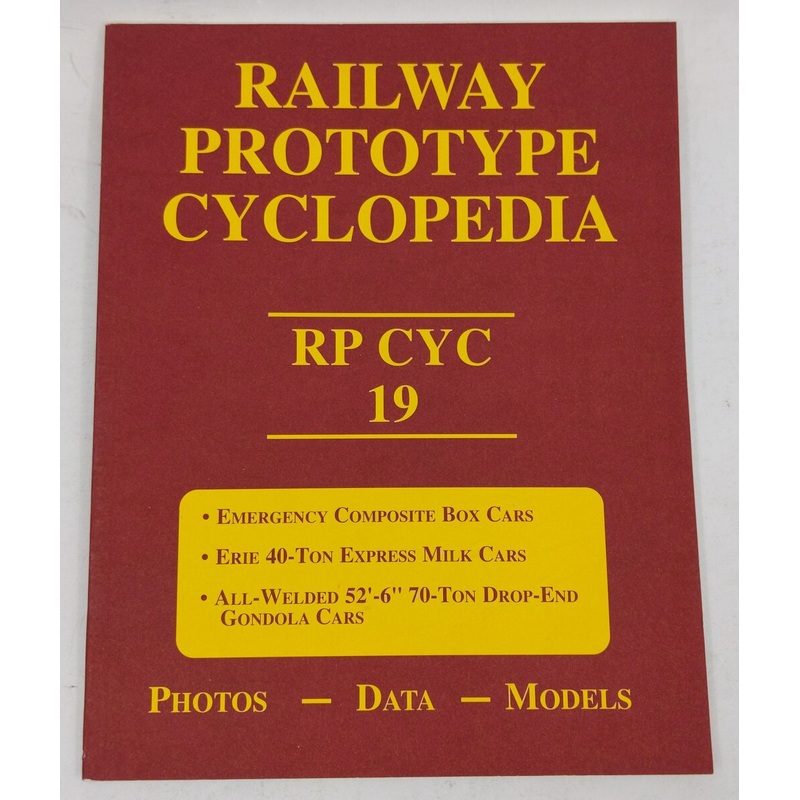 RAILWAY
PROTOTYPE
CYCLOPEDIA
RP CYC
19
• EMERGENCY COMPOSITE BOX CARS
• ERIE 40-TON EXPRESS MILK CARS
• ALL-WELDED 52'-6" 70-TON DROP-END
GONDOLA CARS
PHOTOS — DATA — MODELS